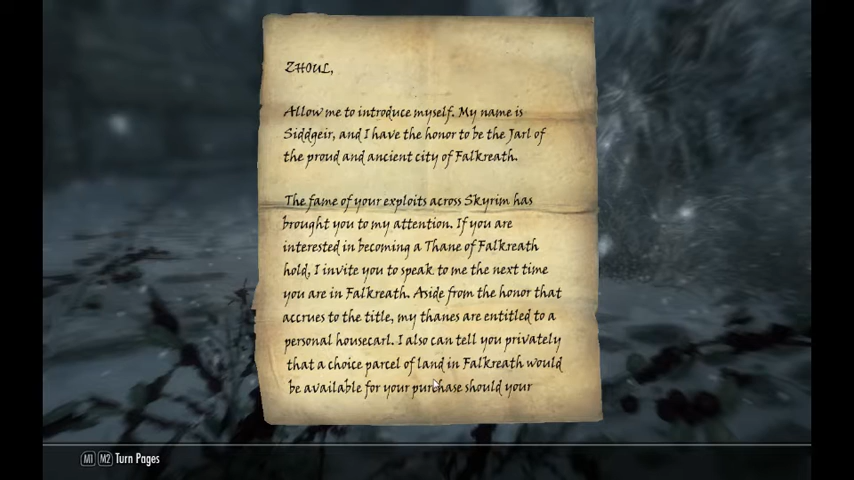 ZHOUL,
Allow me to introduce myself. My name is
Siddgeir, and I have the honor to be the Jarl of
the proud and ancient city of Falkreath.
The fame of your exploits across Skyrim has
brought you to my attention. If you are
interested in becoming a Thane of Falkreath
hold, I invite you to speak to me the next time
you are in Falkreath. Aside from the honor that
accrues to the title, my thanes are entitled to a
personal housecarl. I also can tell you privately
that a choice parcel of land in Falkreath would
be available for your purchase should your
M1 M2 Turn Pages